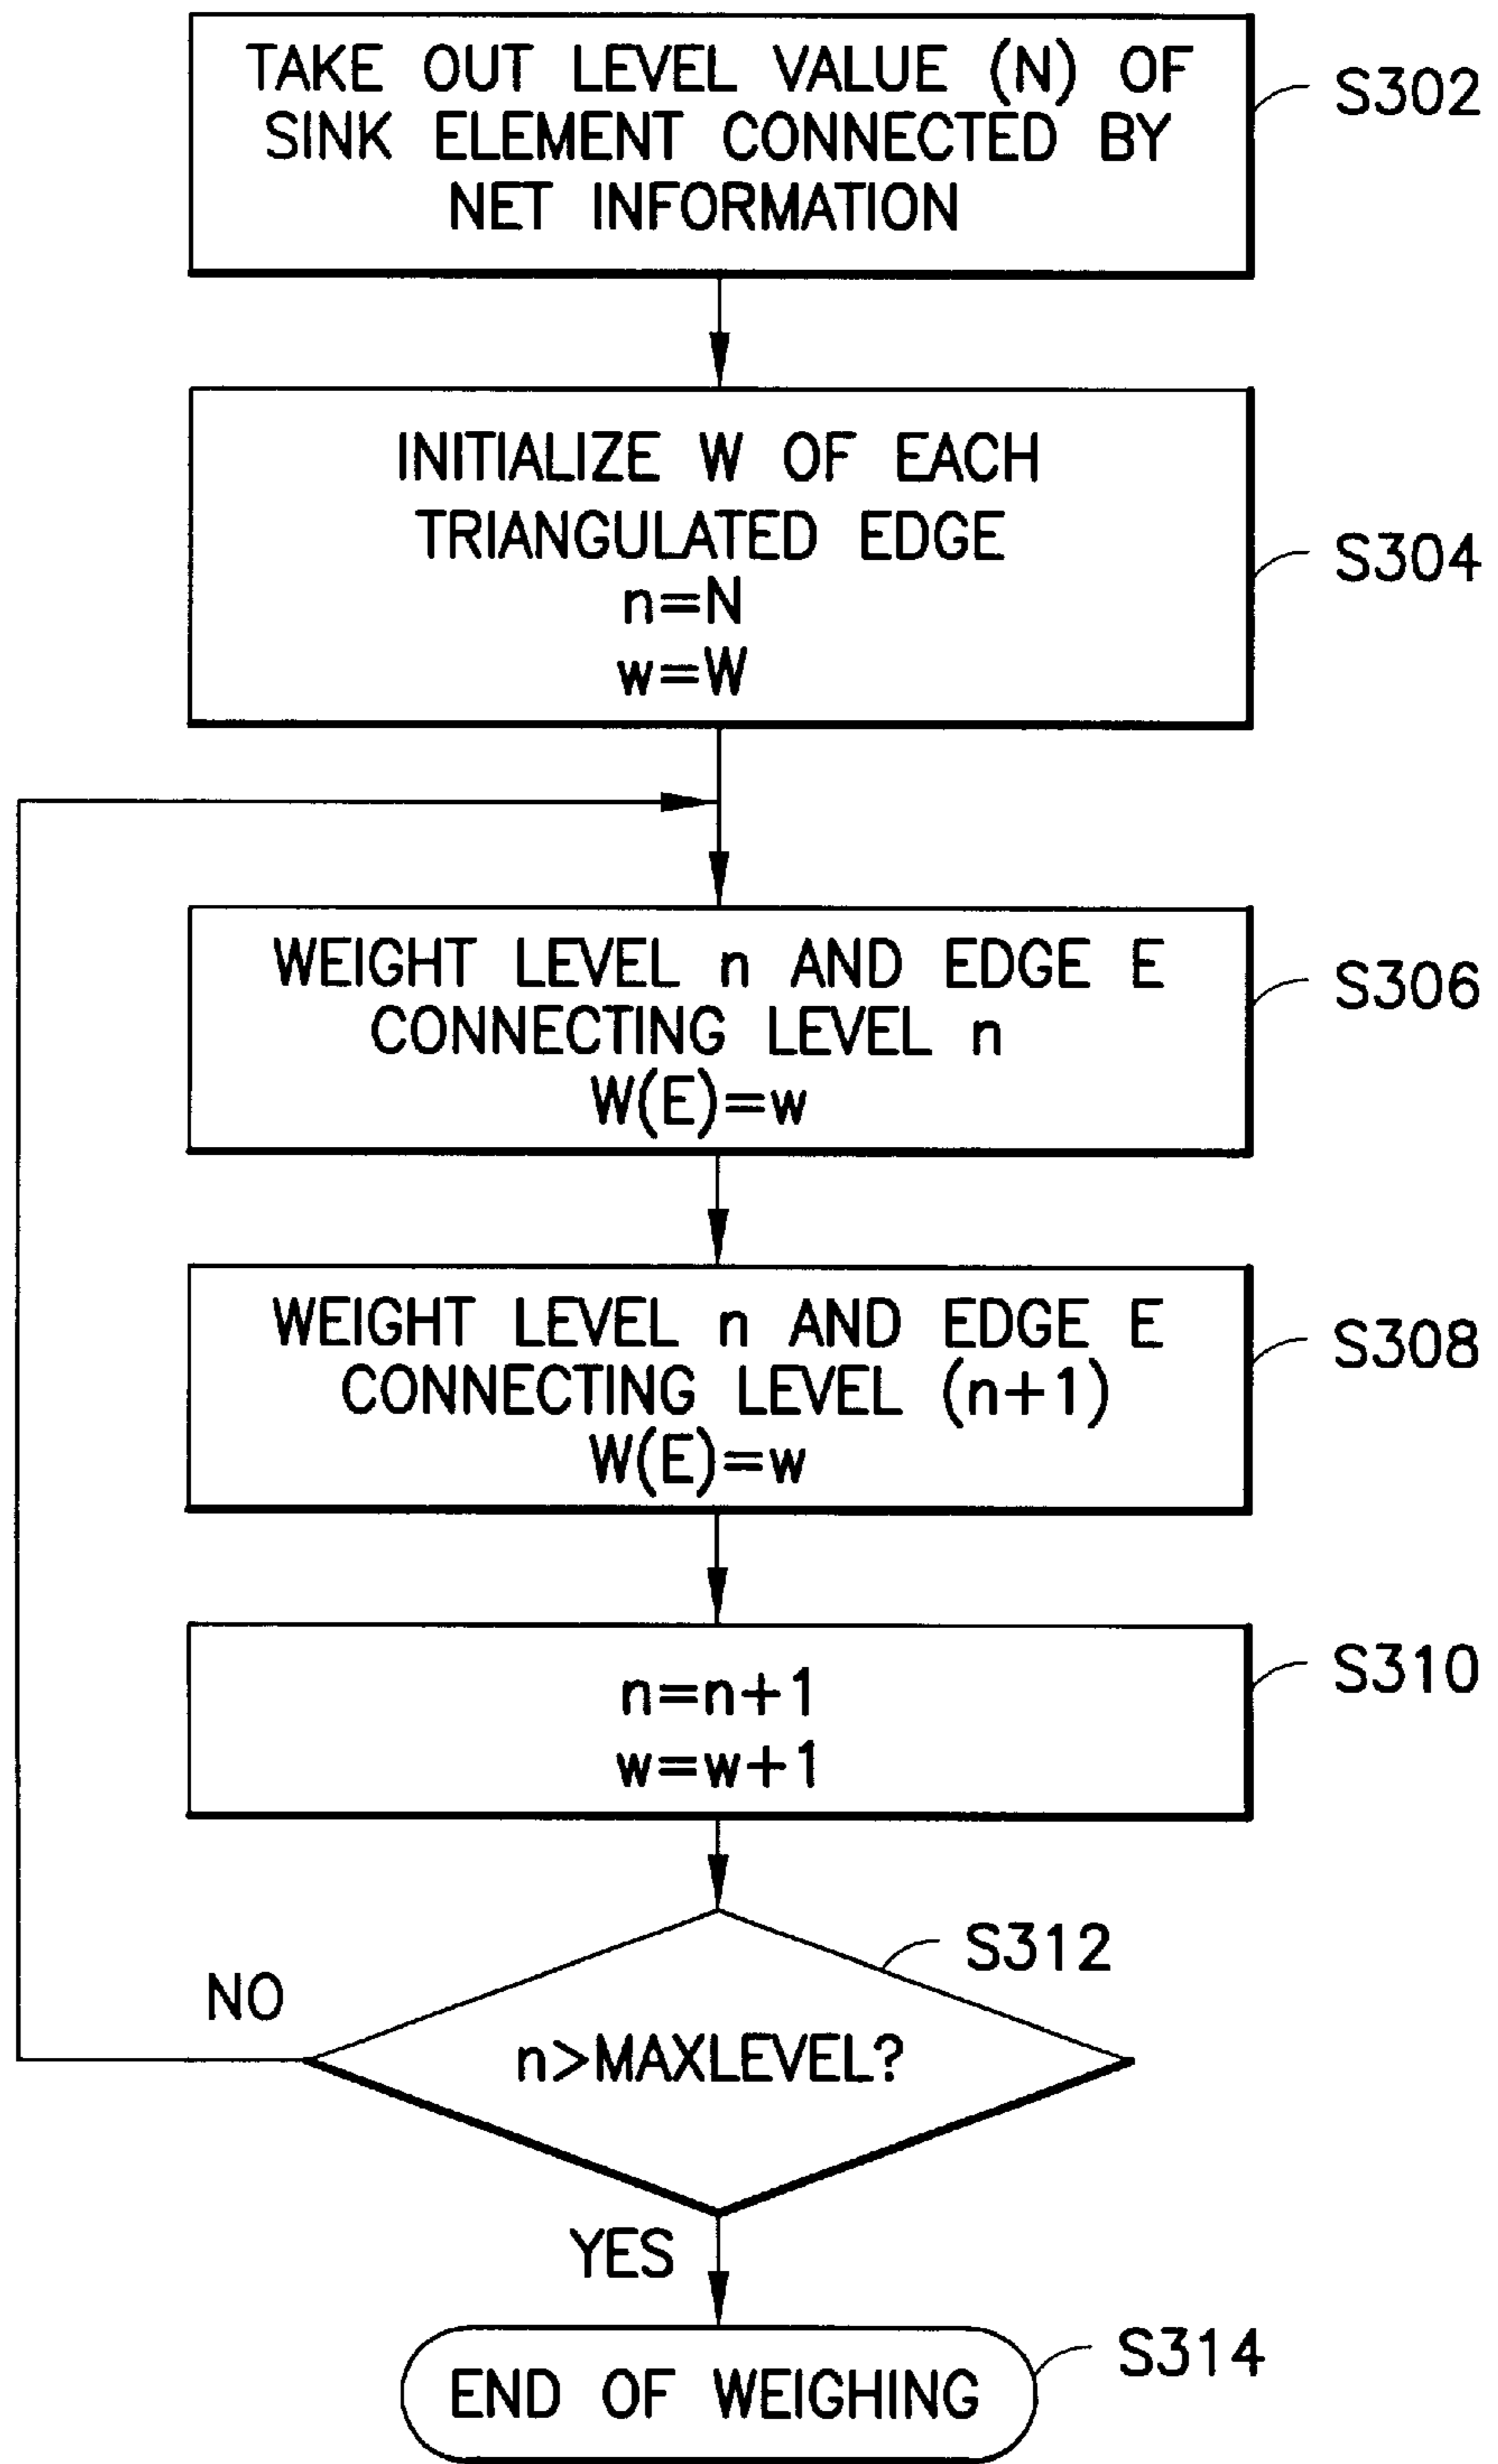 TAKE OUT LEVEL VALUE (N) OF
SINK ELEMENT CONNECTED BY
NET INFORMATION
S302
INITIALIZE W OF EACH
TRIANGULATED EDGE
n=N
w=W
S304
WEIGHT LEVEL n AND EDGE E
CONNECTING LEVEL n
W(E)=w
S306
WEIGHT LEVEL n AND EDGE E
CONNECTING LEVEL (n+1)
W(E)=w
S308
n=n+1
w=w+1
S310
S312
NO
n>MAXLEVEL?
YES
END OF WEIGHING
S314